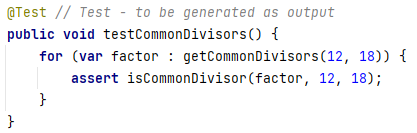 @Test // Test - to be generated as output
public void testCommonDivisors() {
    for (var factor : getCommonDivisors(12, 18)) {
        assert isCommonDivisor(factor, 12, 18);
    }
}